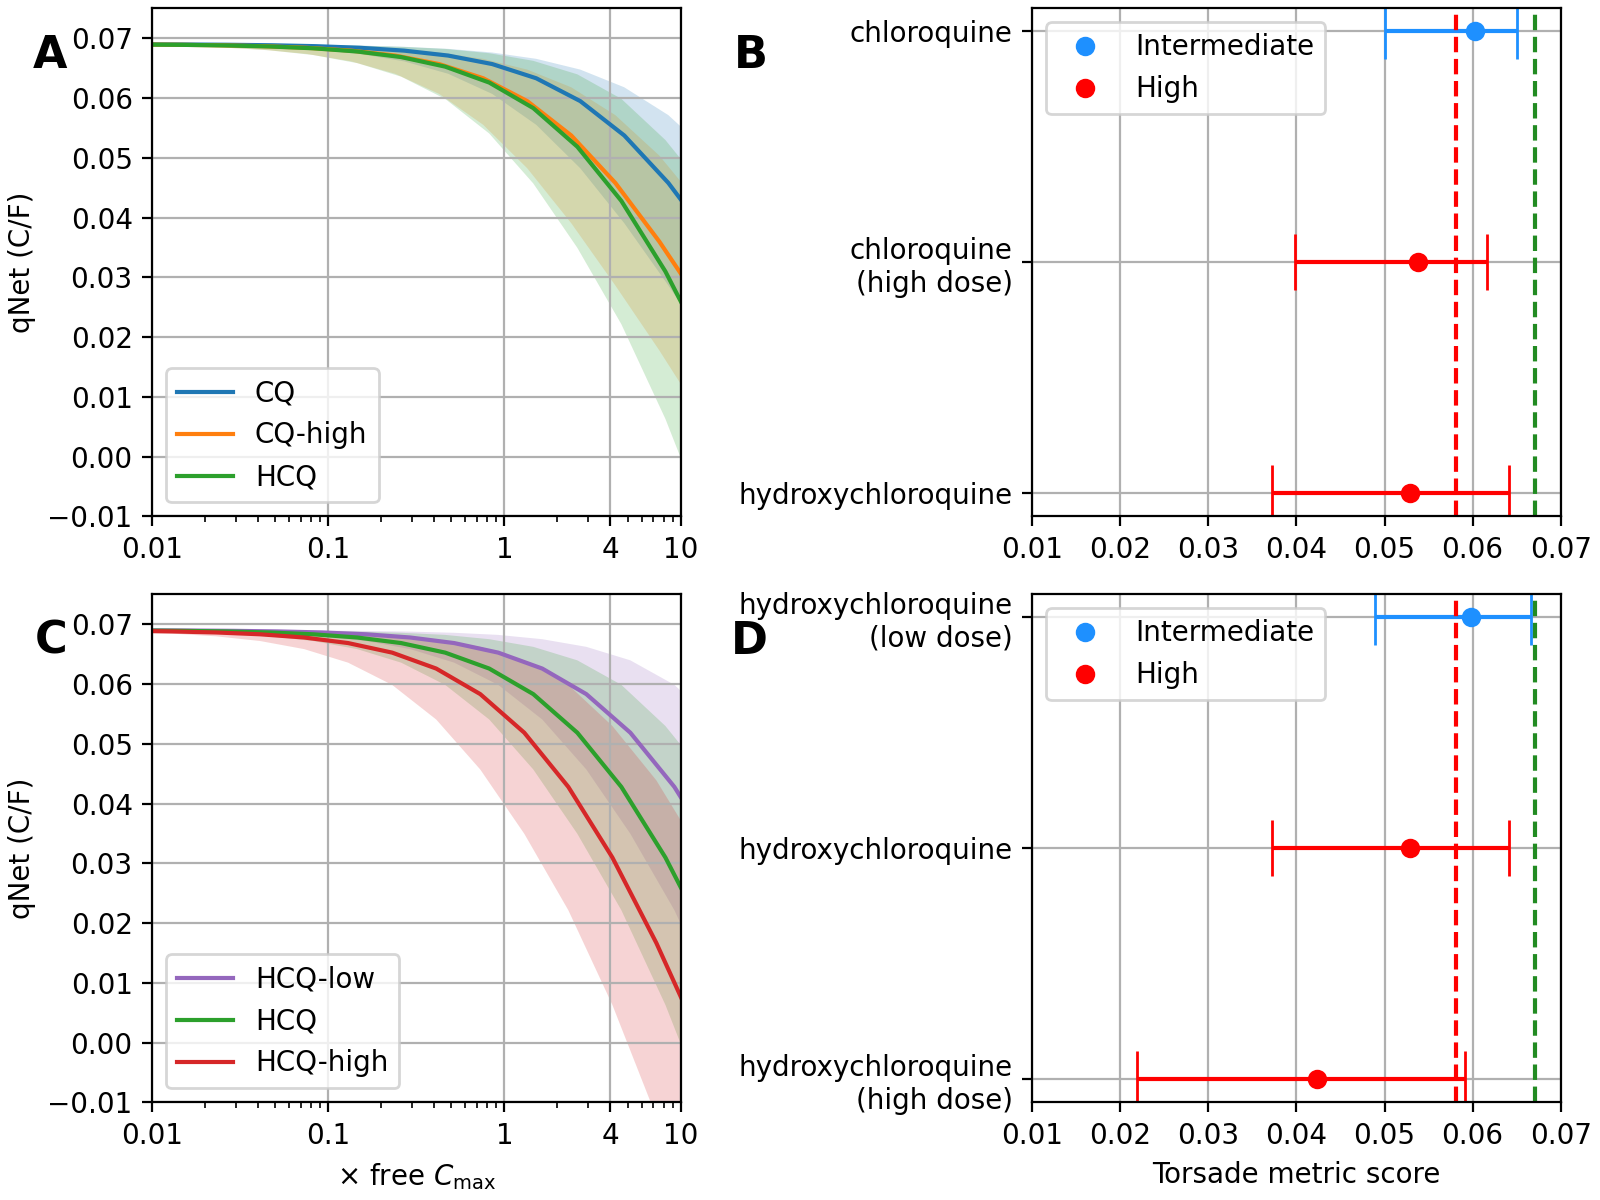 A
0.07
0.06
0.05
0.04
0.03
0.02
0.01
0.00
−0.01
qNet (C/F)
CQ
CQ-high
HCQ
0.01
0.1
1
4
10
B
chloroquine
chloroquine
(high dose)
hydroxychloroquine
Intermediate
High
0.01
0.02
0.03
0.04
0.05
0.06
0.07
C
0.07
0.06
0.05
0.04
0.03
0.02
0.01
0.00
−0.01
qNet (C/F)
HCQ-low
HCQ
HCQ-high
0.01
0.1
1
4
10
× free Cmax
D
hydroxychloroquine
(low dose)
hydroxychloroquine
hydroxychloroquine
(high dose)
Intermediate
High
0.01
0.02
0.03
0.04
0.05
0.06
0.07
Torsade metric score